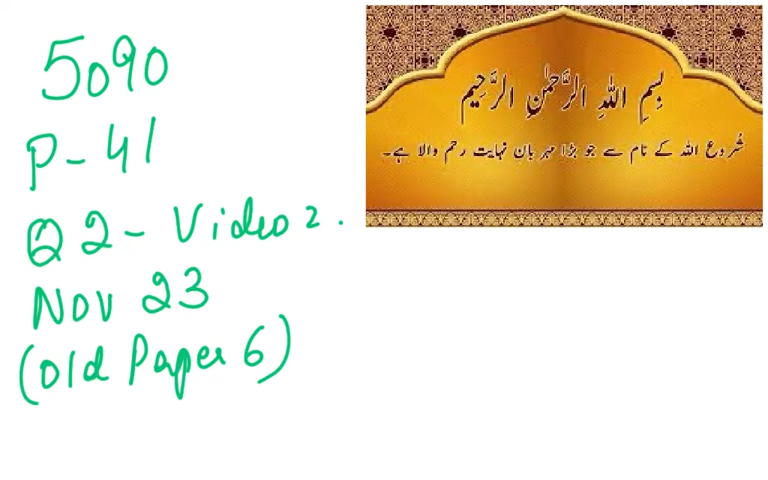 5090
P-41
Q2 - Video 2.
Nov 23
(Old Paper 6)
بِسْمِ اللهِ الرَّحْمٰنِ الرَّحِيْمِ
شروع اللہ کے نام سے جو بڑا مہربان نہایت رحم والا ہے۔